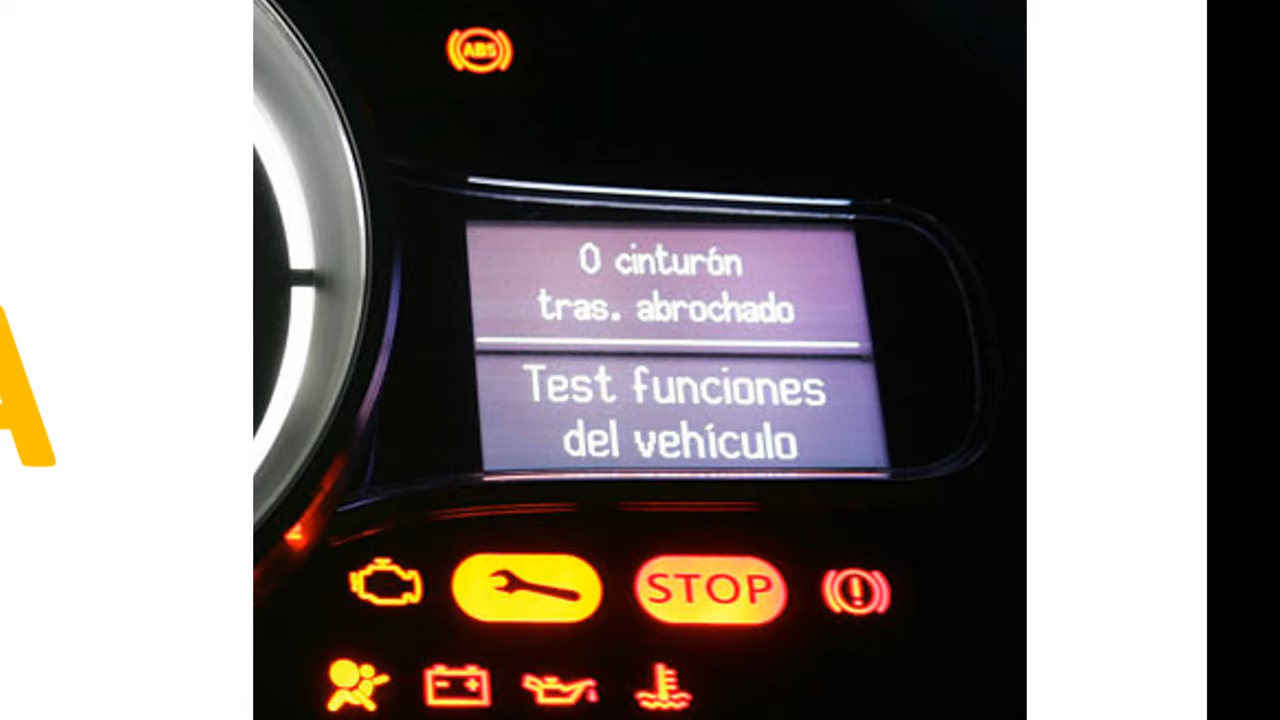 ABS
0 cinturón
tras. abrochado
Test funciones
del vehículo
STOP
A